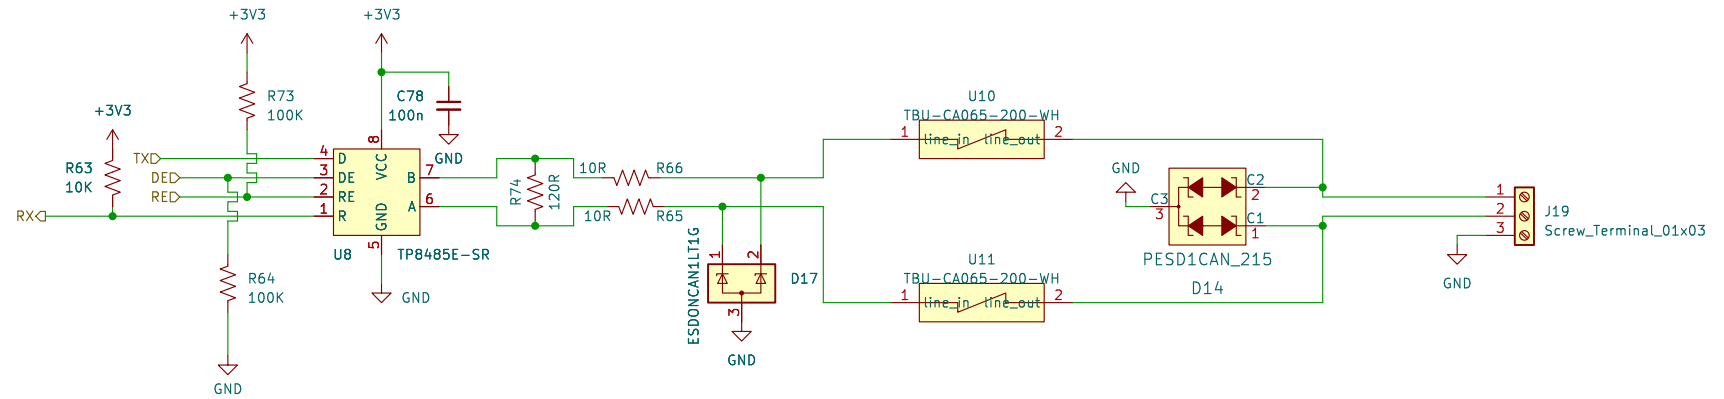 +3V3
+3V3
R73
100K
C78
100n
GND
+3V3
R63
10K
TX
DE
RE
RX
4
3
2
1
D
DE
RE
R
8
VCC
GND
5
B
A
7
6
U8
TP8485E-SR
GND
R64
100K
GND
R74
120R
10R
R66
10R
R65
ESDONCAN1LT1G
1
2
3
D17
GND
U10
TBU-CA065-200-WH
1
line_in
line_out
2
U11
TBU-CA065-200-WH
1
line_in
line_out
2
GND
C3
3
C2
2
C1
1
PESD1CAN_215
D14
1
2
3
J19
Screw_Terminal_01x03
GND